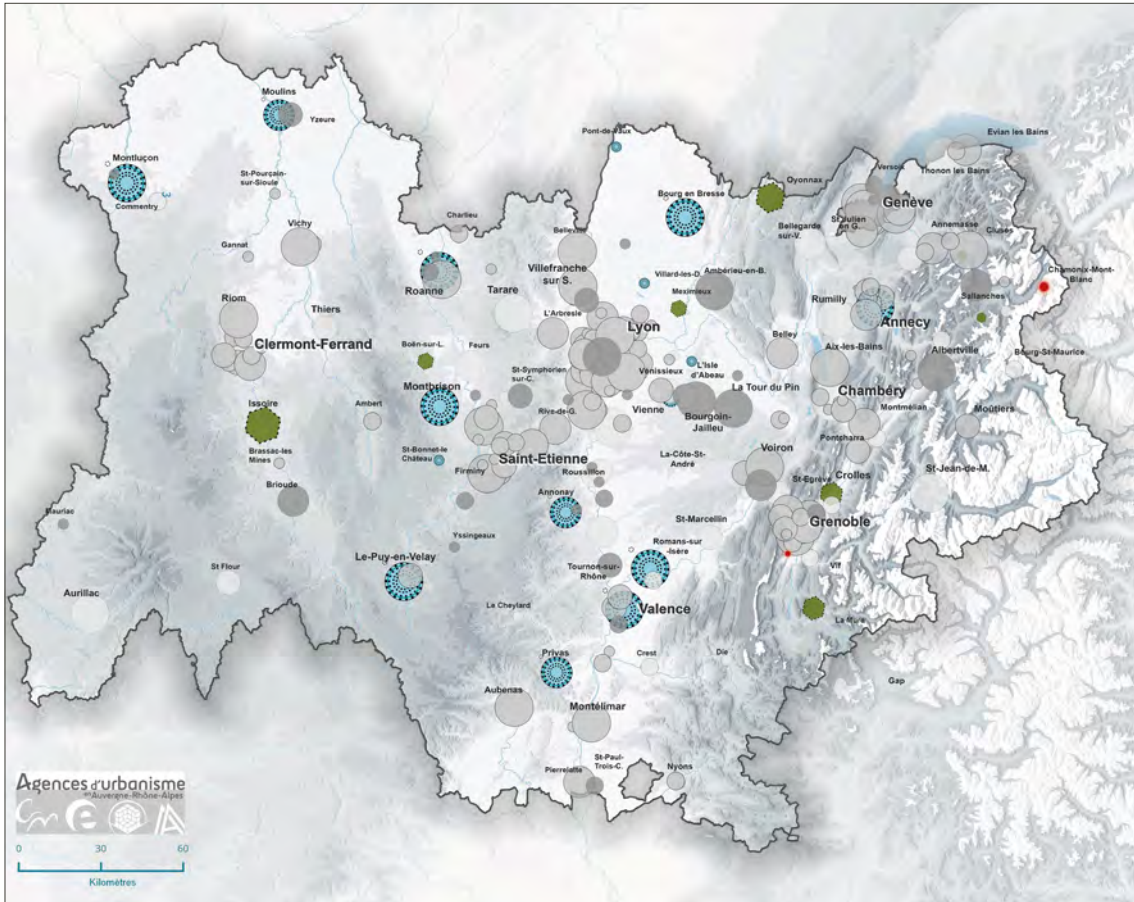 Moulins
Yzeure
Montluçon
Commentry
St-Pourçain-
sur-Sioule
Vichy
Gannat
Charlieu
Roanne
Tarare
Riom
Thiers
Clermont-Ferrand
Boën-sur-L.
Feurs
Issoire
Ambert
Montbrison
Brassac-les
Mines
Brioude
St-Bonnet-le
Château
Firminy
Saint-Etienne
Mauriac
St Flour
Aurillac
Yssingeaux
Le-Puy-en-Velay
Pont-de-Vaux
Bourg en Bresse
Oyonnax
Bellegarde
sur-V.
Villefranche
sur S.
Villard-les-D.
Ambérieu-en-B.
Meximieux
L'Arbresle
Lyon
St-Symphorien
sur-C.
Vénissieux
L'Isle
d'Abeau
La Tour du Pin
Rive-de-G.
Vienne
Bourgoin-
Jailleu
Roussillon
La-Côte-St-
André
Annonay
St-Marcellin
Romans-sur
-Isère
Tournon-sur-
Rhône
Valence
Le Cheylard
Privas
Crest
Die
Aubenas
Montélimar
St-Paul-
Trois-C.
Pierrelatte
Nyons
Evian les Bains
Thonon les Bains
Versoix
Genève
St Julien
en G.
Annemasse
Cluses
Chamonix-Mont-
Blanc
Sallanches
Rumilly
Annecy
Belley
Aix-les-Bains
Albertville
Bourg-St-Maurice
Chambéry
Montmélian
Moûtiers
Pontcharra
Voiron
St-Egrève
Crolles
St-Jean-de-M.
Grenoble
Vif
La Mure
Gap
Agences d'urbanisme
en Auvergne-Rhône-Alpes
0 30 60
Kilomètres